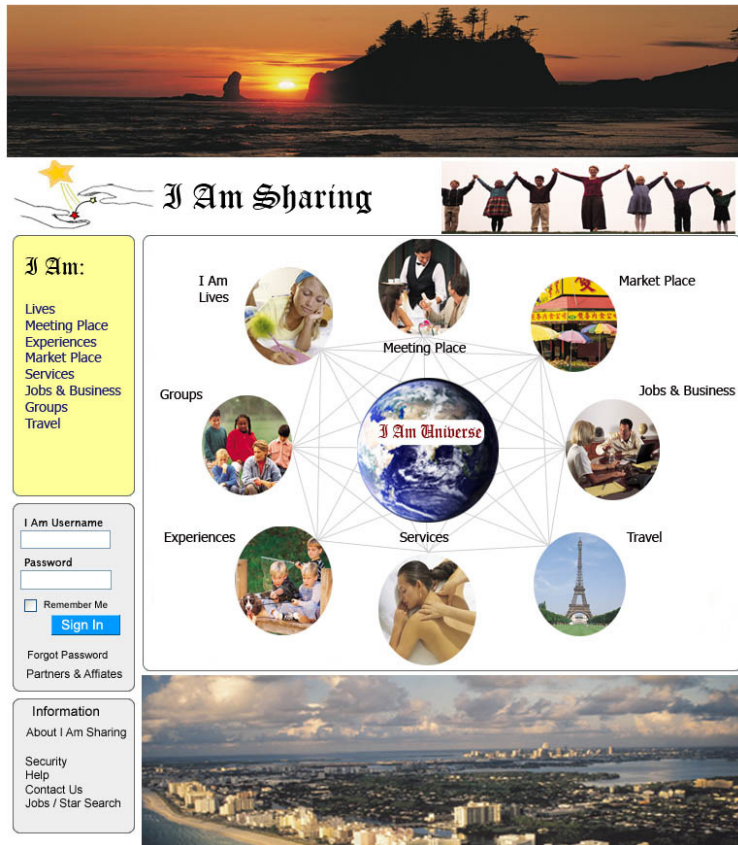 I Am Sharing
I Am:
Lives
Meeting Place
Experiences
Market Place
Services
Jobs & Business
Groups
Travel
I Am
Lives
Meeting Place
Market Place
Groups
I Am Universe
Jobs & Business
Experiences
Services
Travel
I Am Username
Password
Remember Me
Sign In
Forgot Password
Partners & Affiates
Information
About I Am Sharing
Security
Help
Contact Us
Jobs / Star Search